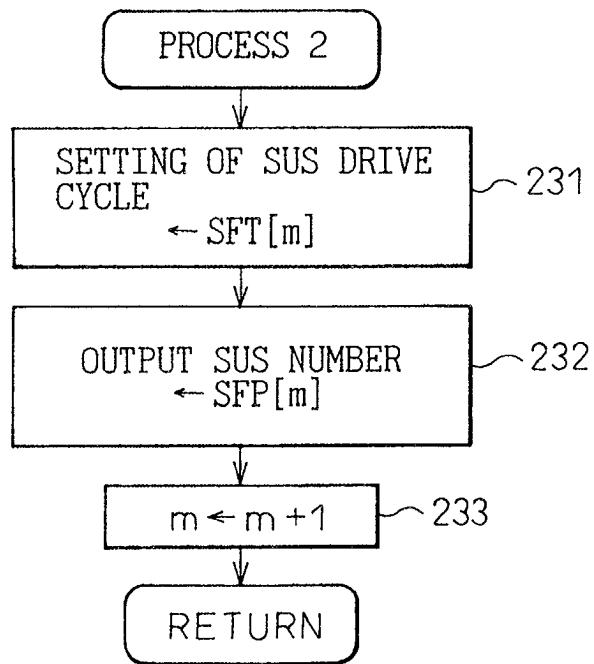 PROCESS 2
SETTING OF SUS DRIVE
CYCLE
← SFT[m]
231
OUTPUT SUS NUMBER
← SFP[m]
232
m ← m + 1
233
RETURN